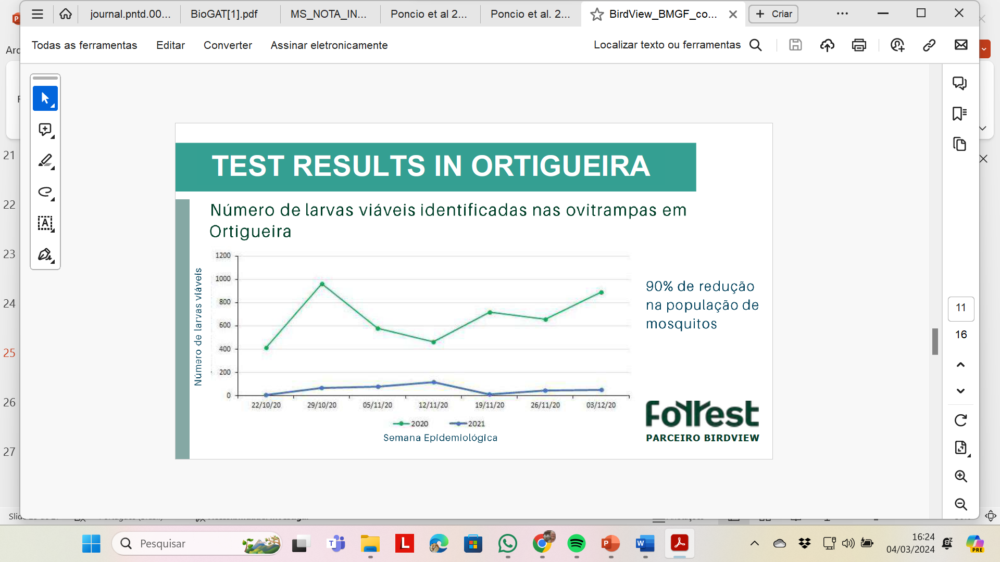 journal.pntd.00...
BioGAT[1].pdf
MS_NOTA_IN...
Poncio et al 2...
Poncio et al. 2...
BirdView_BMGF_co...
Criar
Todas as ferramentas
Editar
Converter
Assinar eletronicamente
Localizar texto ou ferramentas
21
22
23
24
25
26
27
TEST RESULTS IN ORTIGUEIRA
Número de larvas viáveis identificadas nas ovitrampas em
Ortigueira
Número de larvas viáveis
1200
1000
800
600
400
200
0
22/10/20
29/10/20
05/11/20
12/11/20
19/11/20
26/11/20
03/12/20
2020
2021
Semana Epidemiológica
90% de redução
na população de
mosquitos
Forrest
PARCEIRO BIRDVIEW
11
16
Pesquisar
16:24
04/03/2024
PRE